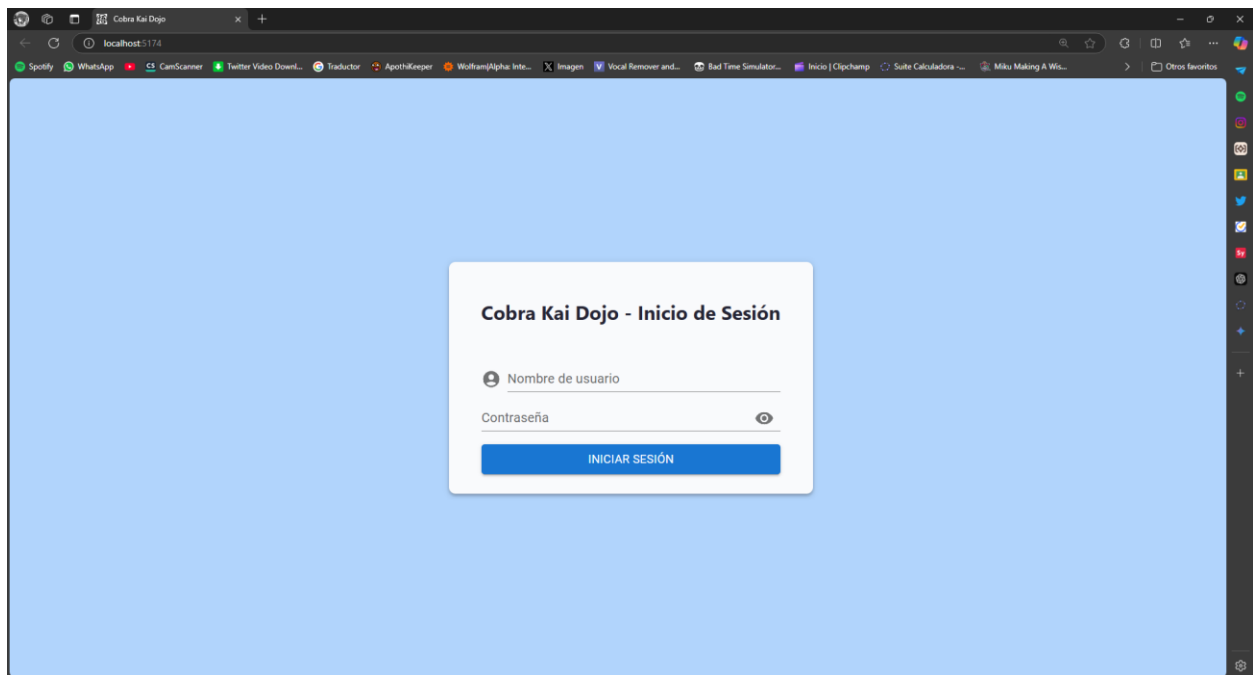 Cobra Kai Dojo
localhost:5174
Spotify WhatsApp CS CamScanner Twitter Video Downl... Traductor ApothiKeeper Wolfram|Alpha: Inte... Imagen V Vocal Remover and... Bad Time Simulator... Inicio | Clipchamp Suite Calculadora -... Miku Making A Wis... Otros favoritos
Cobra Kai Dojo - Inicio de Sesión
Nombre de usuario
Contraseña
INICIAR SESIÓN